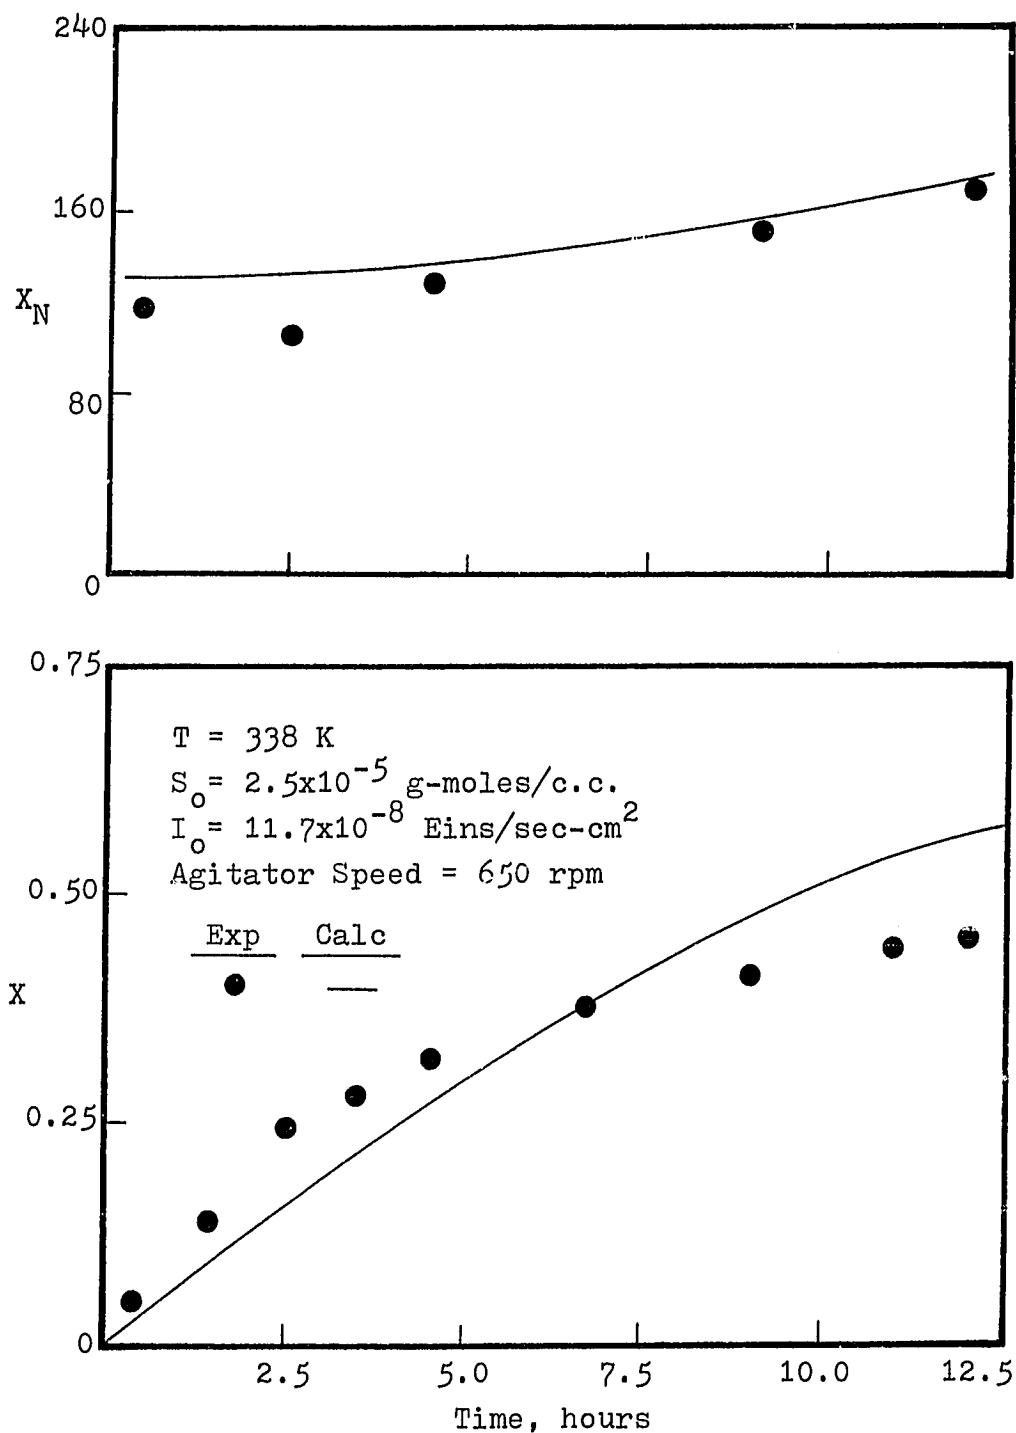 240
160
X_N
80
0
0.75
T = 338 K
S_o= 2.5x10^-5 g-moles/c.c.
I_o= 11.7x10^-8 Eins/sec-cm^2
Agitator Speed = 650 rpm
0.50
Exp Calc
X
0.25
0
2.5 5.0 7.5 10.0 12.5
Time, hours